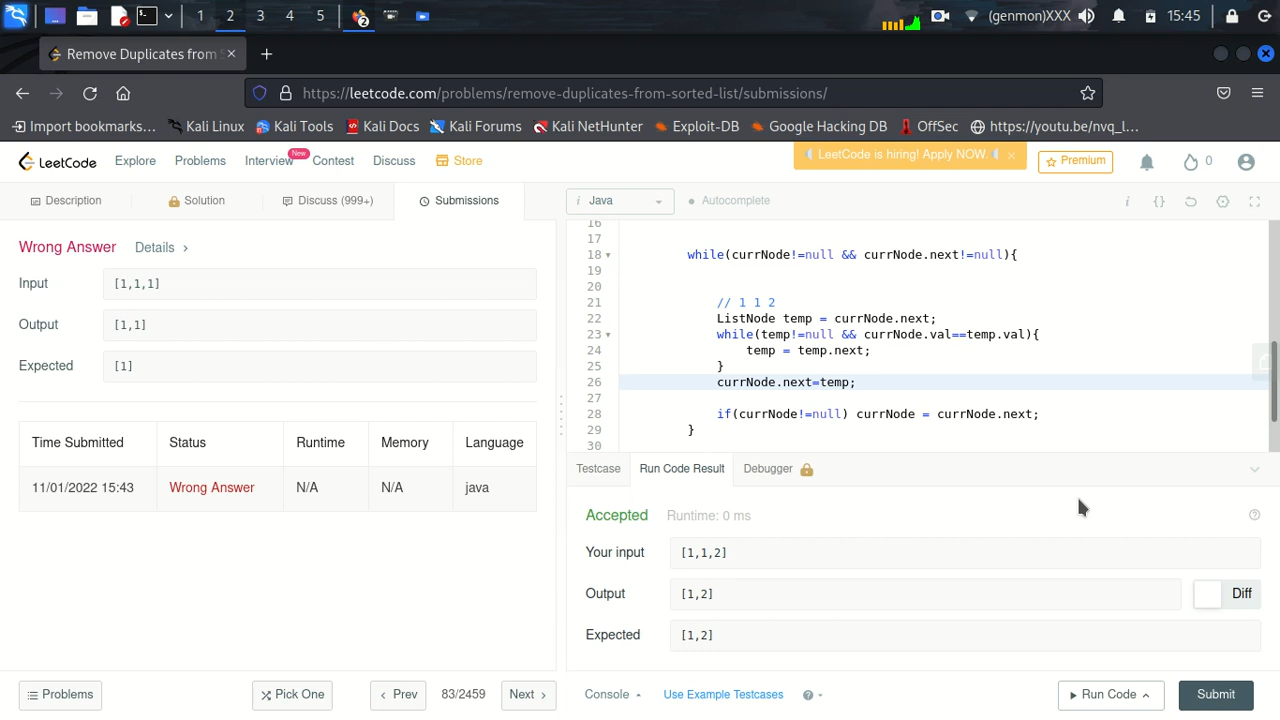 1 2 3 4 5 2 (genmon)XXX 15:45
Remove Duplicates from S
https://leetcode.com/problems/remove-duplicates-from-sorted-list/submissions/
Import bookmarks... Kali Linux Kali Tools Kali Docs Kali Forums Kali NetHunter Exploit-DB Google Hacking DB OffSec https://youtu.be/nvq_l...
LeetCode Explore Problems Interview New Contest Discuss Store LeetCode is hiring! Apply NOW. × Premium 0
Description Solution Discuss (999+) Submissions
i Java Autocomplete i {}
Wrong Answer Details >
Input [1,1,1]
Output [1,1]
Expected [1]
Time Submitted Status Runtime Memory Language
11/01/2022 15:43 Wrong Answer N/A N/A java
16
17
18 while(currNode!=null && currNode.next!=null){
19
20
21 // 1 1 2
22 ListNode temp = currNode.next;
23 while(temp!=null && currNode.val==temp.val){
24 temp = temp.next;
25 }
26 currNode.next=temp;
27
28 if(currNode!=null) currNode = currNode.next;
29 }
30
Testcase Run Code Result Debugger
Accepted Runtime: 0 ms
Your input [1,1,2]
Output [1,2] Diff
Expected [1,2]
Problems Pick One < Prev 83/2459 Next > Console Use Example Testcases ? Run Code Submit